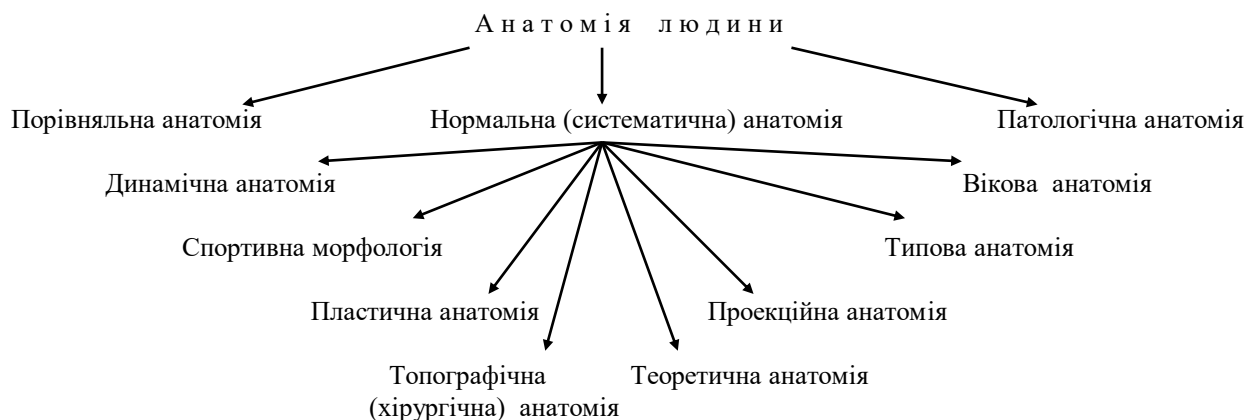 Анатомія людини
Порівняльна анатомія
Нормальна (систематична) анатомія
Патологічна анатомія
Динамічна анатомія
Вікова анатомія
Спортивна морфологія
Типова анатомія
Пластична анатомія
Проекційна анатомія
Топографічна
(хірургічна) анатомія
Теоретична анатомія